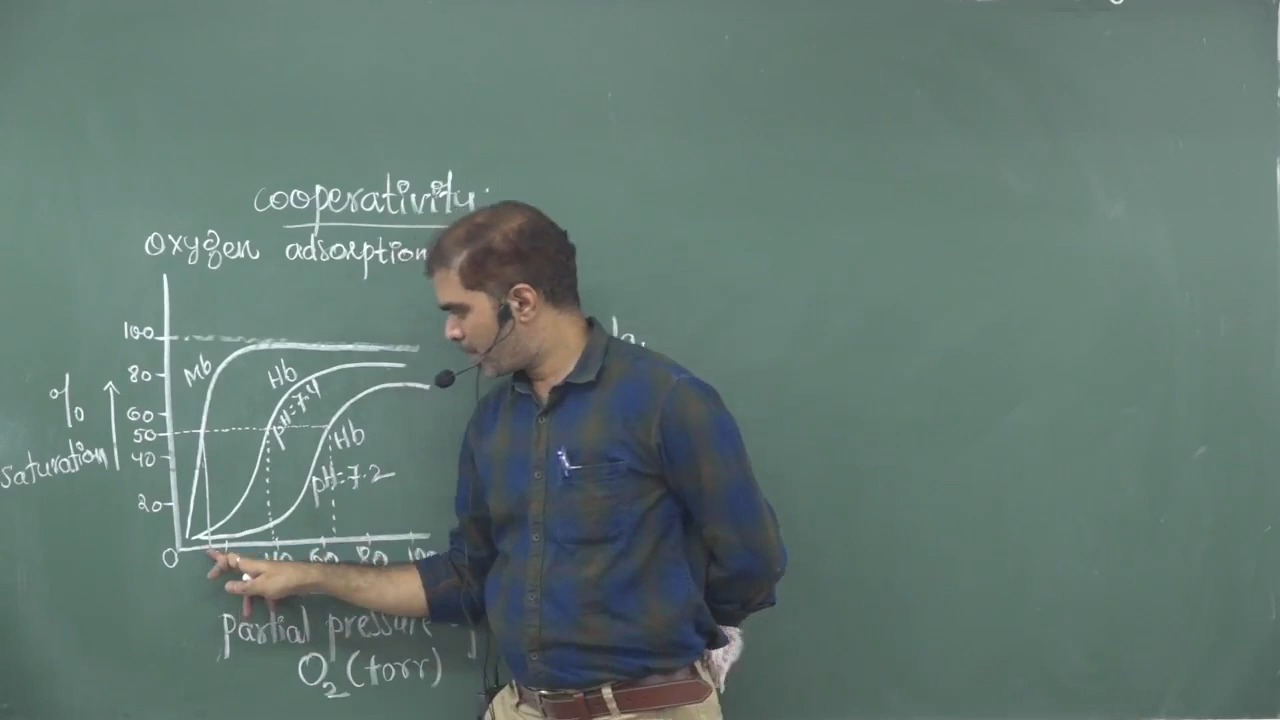 cooperativity
oxygen adsorption
100
80
60
50
40
20
0
% saturation
Mb
Hb
pH=7.4
Hb
pH=7.2
40 60 80 100
partial pressure
O2 (torr)